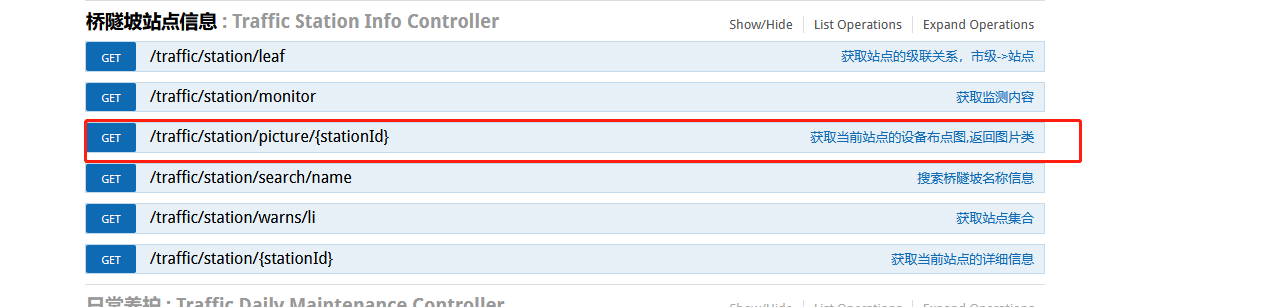 桥隧坡站点信息 : Traffic Station Info Controller Show/Hide List Operations Expand Operations
GET /traffic/station/leaf 获取站点的级联关系，市级->站点
GET /traffic/station/monitor 获取监测内容
GET /traffic/station/picture/{stationId} 获取当前站点的设备布点图,返回图片类
GET /traffic/station/search/name 搜索桥隧坡名称信息
GET /traffic/station/warns/li 获取站点集合
GET /traffic/station/{stationId} 获取当前站点的详细信息
日常养护 : Traffic Daily Maintenance Controller Show/Hide List Operations Expand Operations